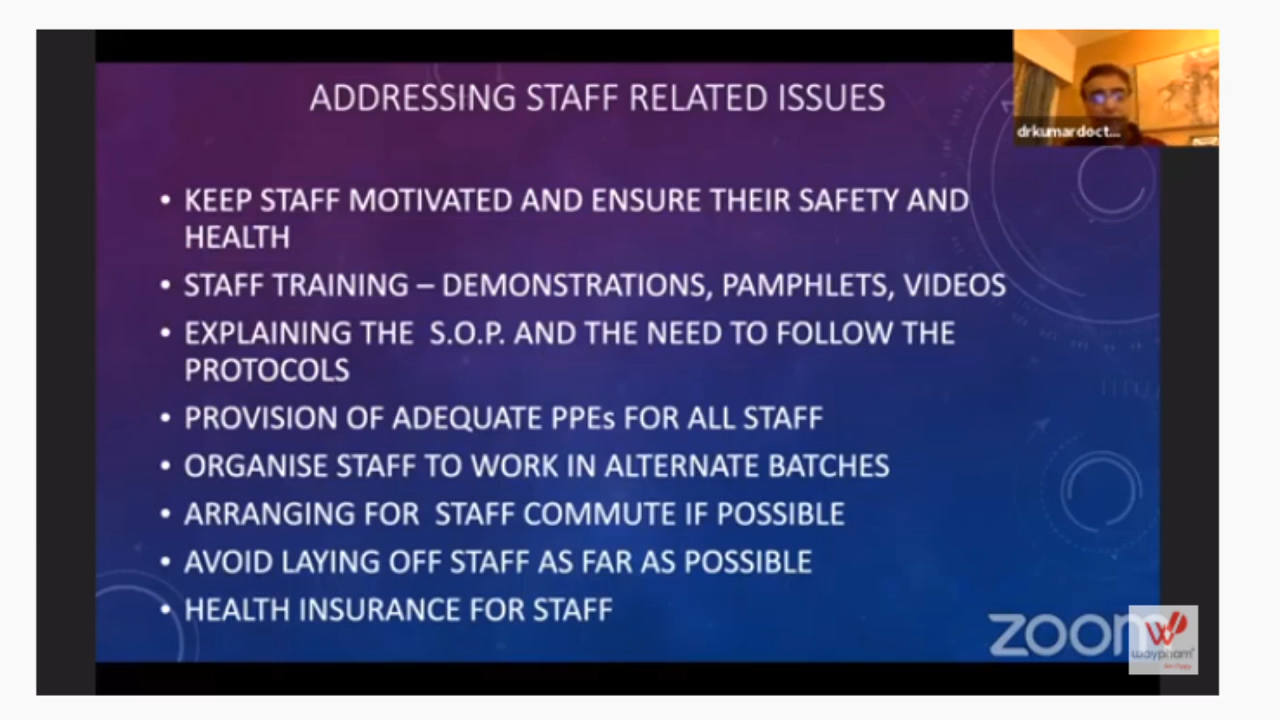 ADDRESSING STAFF RELATED ISSUES
drkumardoct...
• KEEP STAFF MOTIVATED AND ENSURE THEIR SAFETY AND
HEALTH
• STAFF TRAINING – DEMONSTRATIONS, PAMPHLETS, VIDEOS
• EXPLAINING THE S.O.P. AND THE NEED TO FOLLOW THE
PROTOCOLS
• PROVISION OF ADEQUATE PPEs FOR ALL STAFF
• ORGANISE STAFF TO WORK IN ALTERNATE BATCHES
• ARRANGING FOR STAFF COMMUTE IF POSSIBLE
• AVOID LAYING OFF STAFF AS FAR AS POSSIBLE
• HEALTH INSURANCE FOR STAFF
zoom